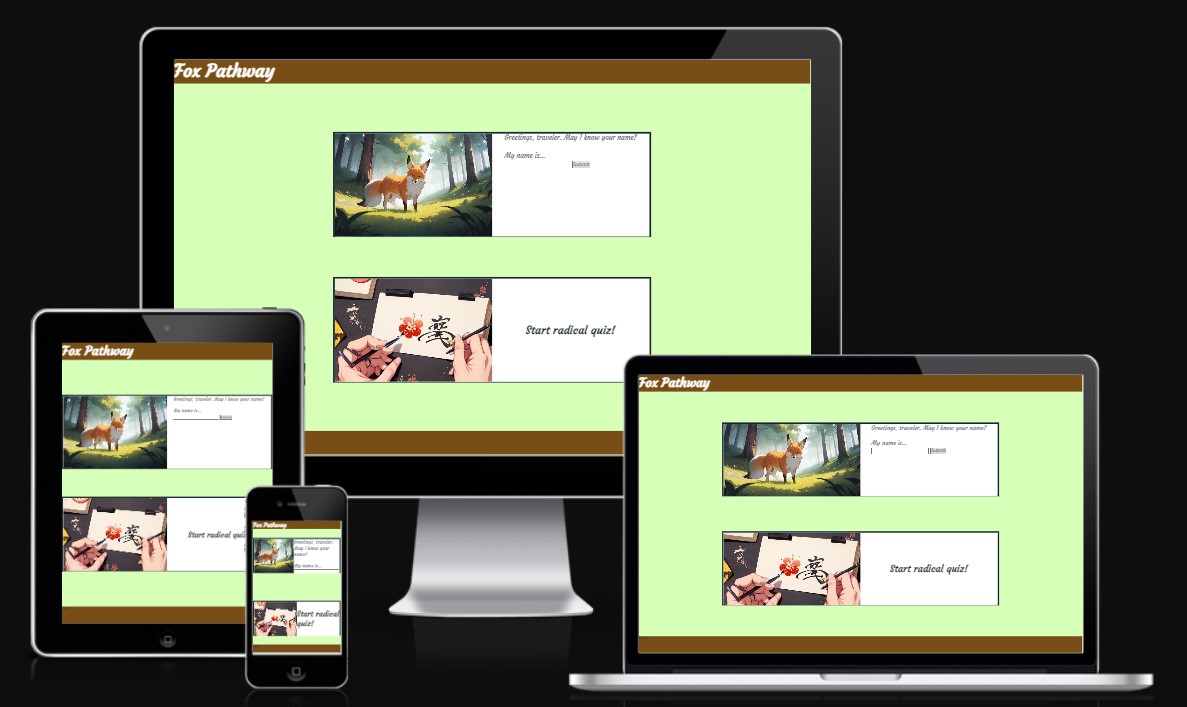 Fox Pathway
Greetings, traveler. May I know your name?
My name is...
Submit
Start radical quiz!
Fox Pathway
Greetings, traveler. May I know your name?
My name is...
Start radical
Fox Pathway
Greetings, traveler.
May I know your
name?
My name is...
Start radical
quiz!
Fox Pathway
Greetings, traveler. May I know your name?
My name is...
Submit
Start radical quiz!